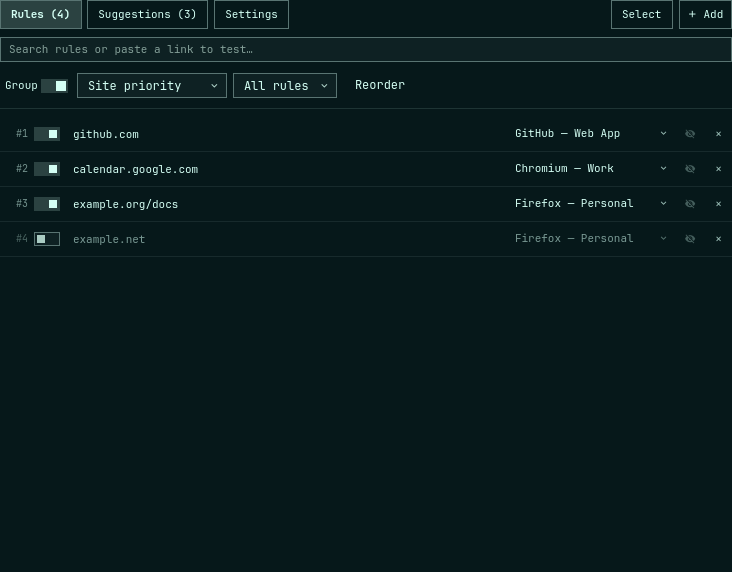 Rules (4) Suggestions (3) Settings Select + Add
Search rules or paste a link to test…
Group Site priority All rules Reorder
#1 github.com GitHub — Web App ×
#2 calendar.google.com Chromium — Work ×
#3 example.org/docs Firefox — Personal ×
#4 example.net Firefox — Personal ×